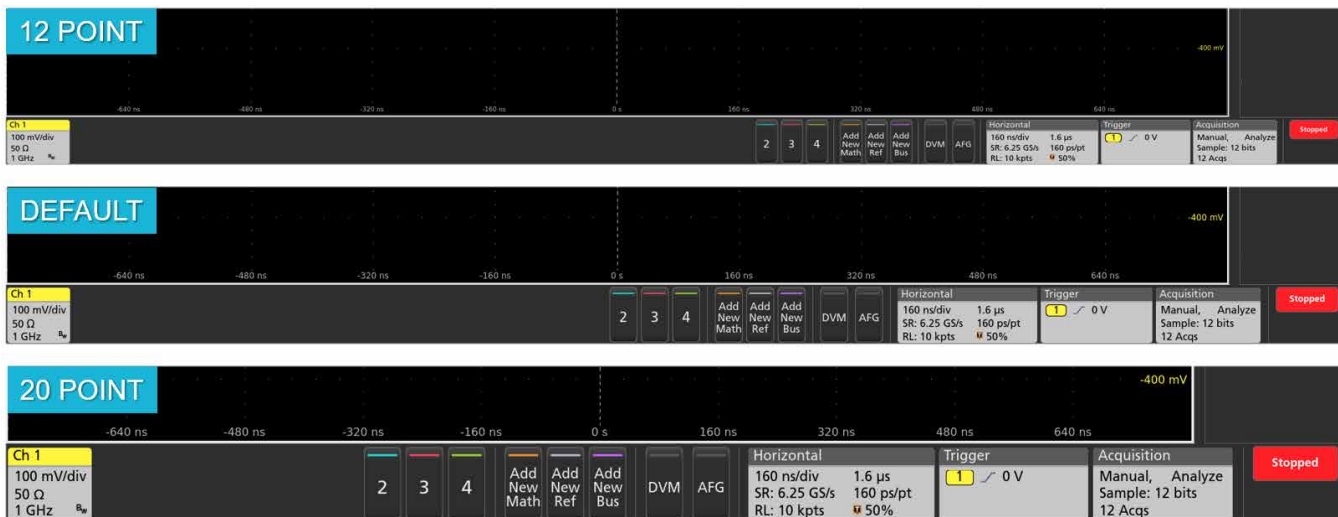 12 POINT
-400 mV
-640 ns -480 ns -320 ns -160 ns 0 s 160 ns 320 ns 480 ns 640 ns
Ch 1
100 mV/div
50 Ω
1 GHz Bw
2 3 4
Add New Math
Add New Ref
Add New Bus
DVM
AFG
Horizontal
160 ns/div 1.6 µs
SR: 6.25 GS/s 160 ps/pt
RL: 10 kpts 50%
Trigger
1 0 V
Acquisition
Manual, Analyze
Sample: 12 bits
12 Acqs
Stopped
DEFAULT
-400 mV
-640 ns -480 ns -320 ns -160 ns 0 s 160 ns 320 ns 480 ns 640 ns
Ch 1
100 mV/div
50 Ω
1 GHz Bw
2 3 4
Add New Math
Add New Ref
Add New Bus
DVM
AFG
Horizontal
160 ns/div 1.6 µs
SR: 6.25 GS/s 160 ps/pt
RL: 10 kpts 50%
Trigger
1 0 V
Acquisition
Manual, Analyze
Sample: 12 bits
12 Acqs
Stopped
20 POINT
-400 mV
-640 ns -480 ns -320 ns -160 ns 0 s 160 ns 320 ns 480 ns 640 ns
Ch 1
100 mV/div
50 Ω
1 GHz Bw
2 3 4
Add New Math
Add New Ref
Add New Bus
DVM
AFG
Horizontal
160 ns/div 1.6 µs
SR: 6.25 GS/s 160 ps/pt
RL: 10 kpts 50%
Trigger
1 0 V
Acquisition
Manual, Analyze
Sample: 12 bits
12 Acqs
Stopped